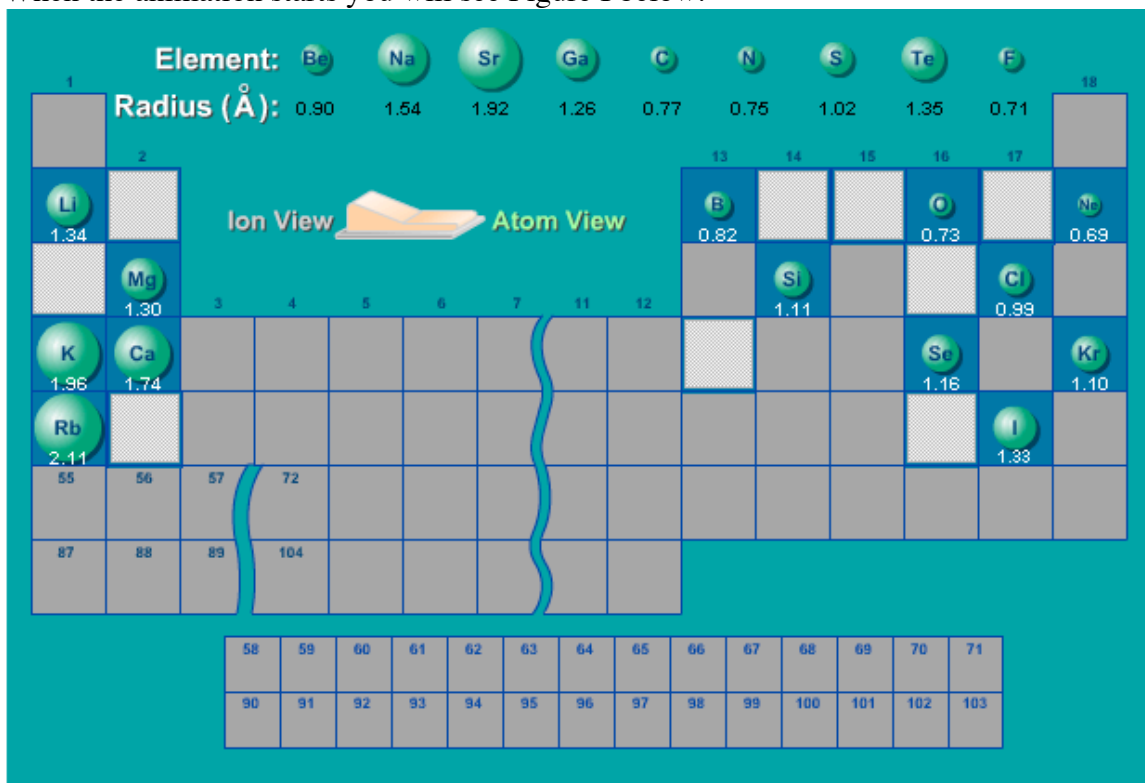 Element: Be Na Sr Ga C N S Te F
1 18
Radius (Å): 0.90 1.54 1.92 1.26 0.77 0.75 1.02 1.35 0.71
2 13 14 15 16 17
Li B O Ne
1.34 0.82 0.73 0.69
Ion View Atom View
Mg Si Cl
1.30 1.11 0.99
3 4 5 6 7 11 12
K Ca Se Kr
1.96 1.74 1.16 1.10
Rb I
2.11 1.33
55 56 57 72
87 88 89 104
58 59 60 61 62 63 64 65 66 67 68 69 70 71
90 91 92 93 94 95 96 97 98 99 100 101 102 103